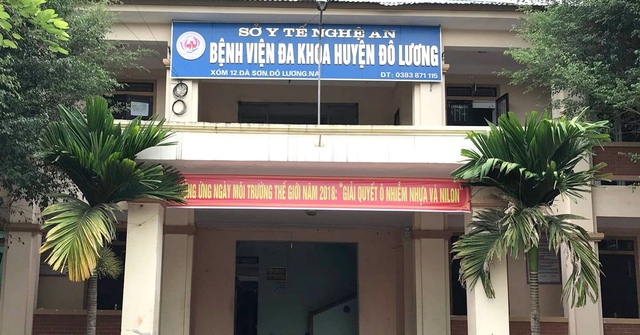 SỞ Y TẾ NGHỆ AN
BỆNH VIỆN ĐA KHOA HUYỆN ĐÔ LƯƠNG
XÓM 12.ĐÀ SƠN.ĐÔ LƯƠNG.NA ĐT: 0383 871 115
ỨNG NGÀY MÔI TRƯỜNG THẾ GIỚI NĂM 2018: "GIẢI QUYẾT Ô NHIỄM NHỰA VÀ NILON"